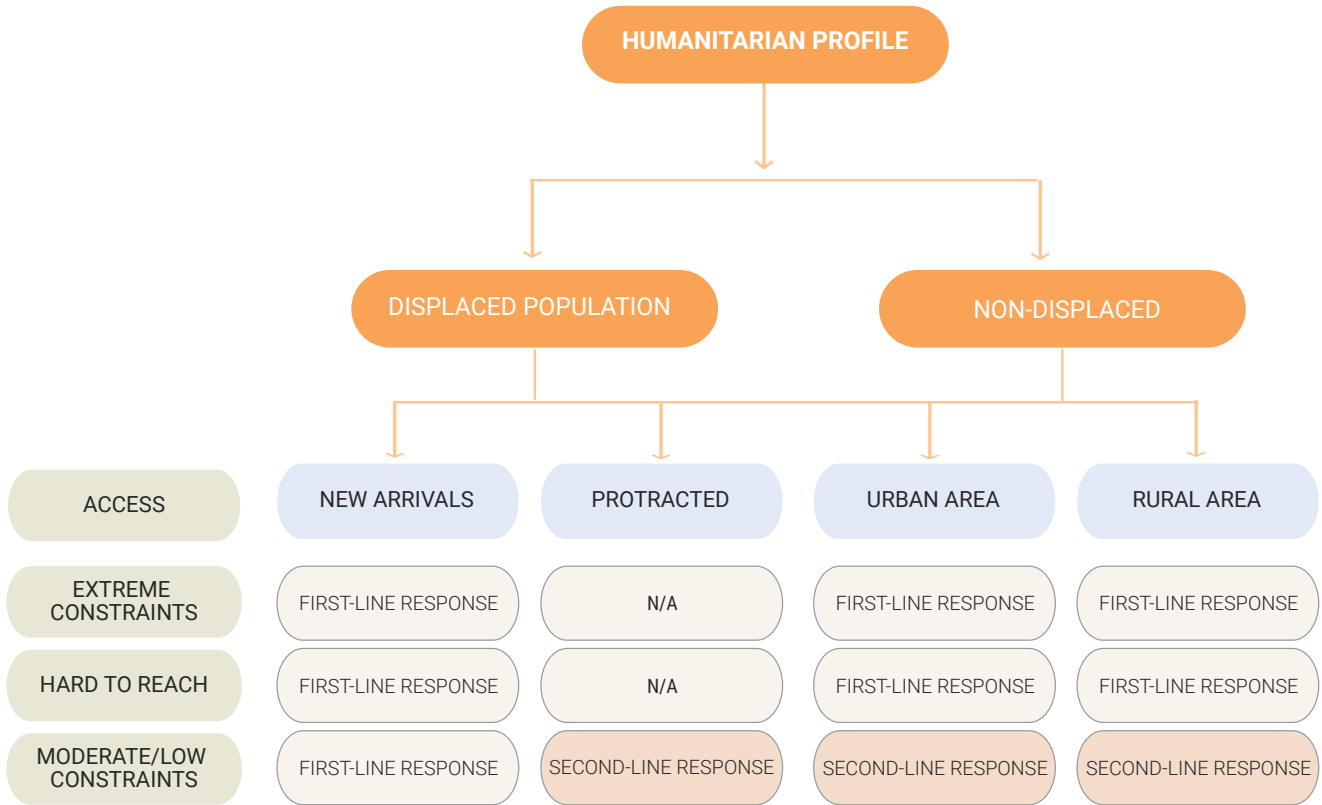 HUMANITARIAN PROFILE
DISPLACED POPULATION
NON-DISPLACED
ACCESS
NEW ARRIVALS
PROTRACTED
URBAN AREA
RURAL AREA
EXTREME
CONSTRAINTS
FIRST-LINE RESPONSE
N/A
FIRST-LINE RESPONSE
FIRST-LINE RESPONSE
HARD TO REACH
FIRST-LINE RESPONSE
N/A
FIRST-LINE RESPONSE
FIRST-LINE RESPONSE
MODERATE/LOW
CONSTRAINTS
FIRST-LINE RESPONSE
SECOND-LINE RESPONSE
SECOND-LINE RESPONSE
SECOND-LINE RESPONSE